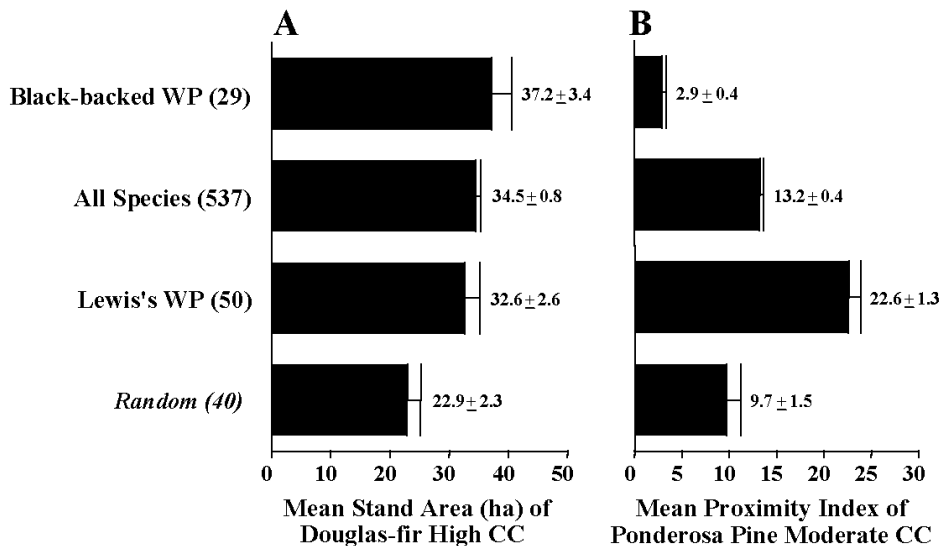 A
B
Black-backed WP (29)
37.2 ± 3.4
2.9 ± 0.4
All Species (537)
34.5 ± 0.8
13.2 ± 0.4
Lewis's WP (50)
32.6 ± 2.6
22.6 ± 1.3
Random (40)
22.9 ± 2.3
9.7 ± 1.5
0 10 20 30 40 50
0 5 10 15 20 25 30
Mean Stand Area (ha) of
Douglas-fir High CC
Mean Proximity Index of
Ponderosa Pine Moderate CC